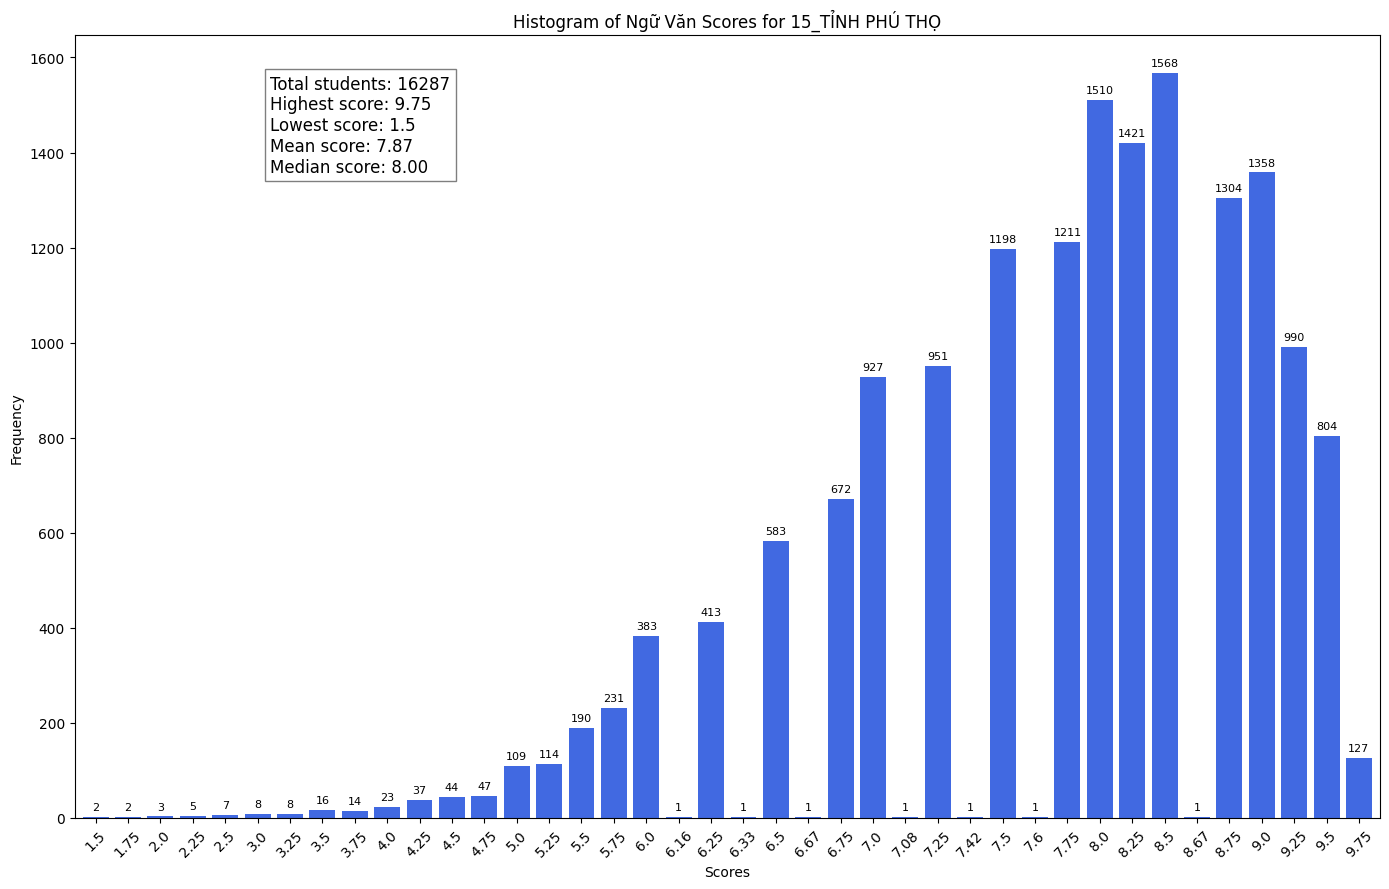 Histogram of Ngữ Văn Scores for 15_TỈNH PHÚ THỌ
Total students: 16287
Highest score: 9.75
Lowest score: 1.5
Mean score: 7.87
Median score: 8.00
Frequency
1600
1400
1200
1000
800
600
400
200
0
2 2 3 5 7 8 8 16 14 23 37 44 47 109 114 190 231 383 1 413 1 583 1 672 927 1 951 1 1198 1 1211 1510 1421 1568 1 1304 1358 990 804 127
1.5 1.75 2.0 2.25 2.5 3.0 3.25 3.5 3.75 4.0 4.25 4.5 4.75 5.0 5.25 5.5 5.75 6.0 6.16 6.25 6.33 6.5 6.67 6.75 7.0 7.08 7.25 7.42 7.5 7.6 7.75 8.0 8.25 8.5 8.67 8.75 9.0 9.25 9.5 9.75
Scores